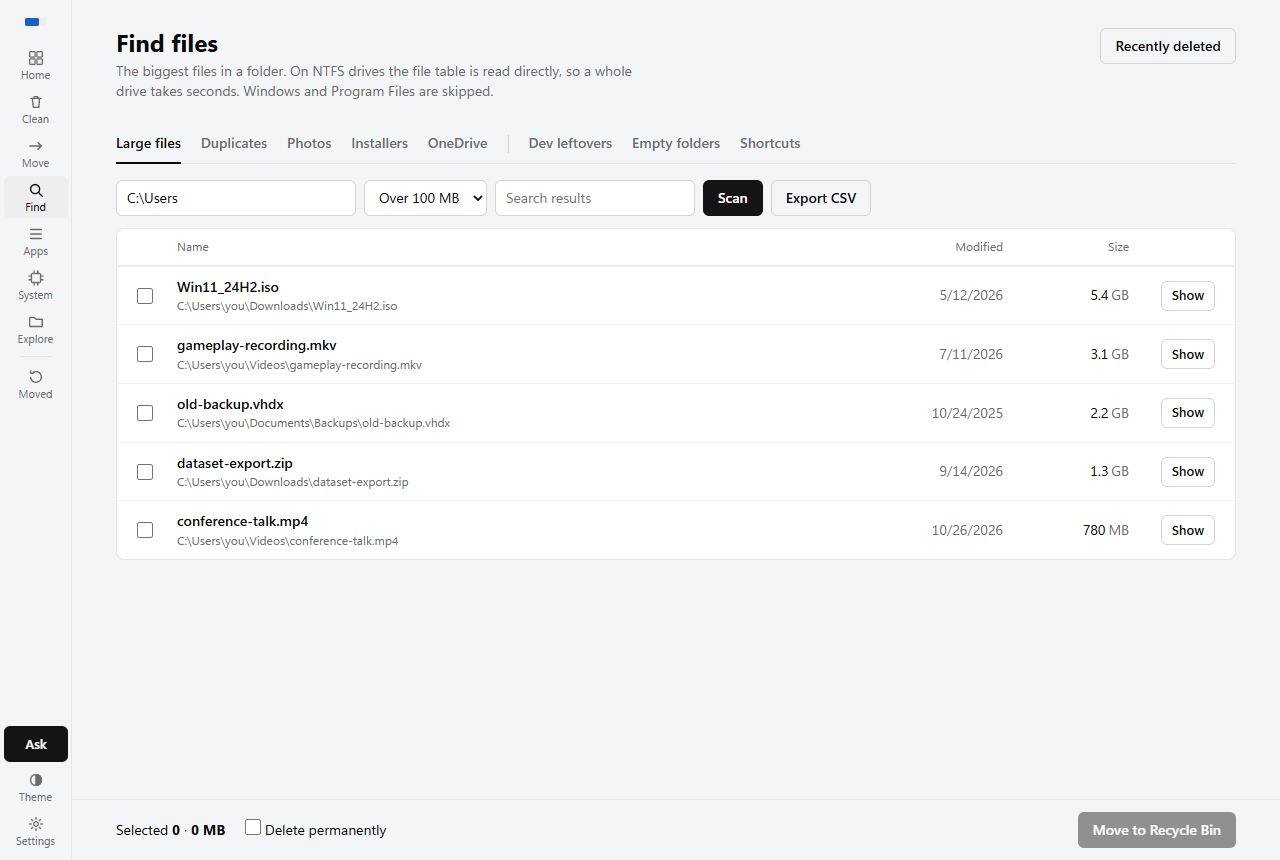 Home
Clean
Move
Find
Apps
System
Explore
Moved
Ask
Theme
Settings
Find files
The biggest files in a folder. On NTFS drives the file table is read directly, so a whole
drive takes seconds. Windows and Program Files are skipped.
Recently deleted
Large files Duplicates Photos Installers OneDrive Dev leftovers Empty folders Shortcuts
C:\Users Over 100 MB Search results Scan Export CSV
Name Modified Size
Win11_24H2.iso
C:\Users\you\Downloads\Win11_24H2.iso
5/12/2026 5.4 GB Show
gameplay-recording.mkv
C:\Users\you\Videos\gameplay-recording.mkv
7/11/2026 3.1 GB Show
old-backup.vhdx
C:\Users\you\Documents\Backups\old-backup.vhdx
10/24/2025 2.2 GB Show
dataset-export.zip
C:\Users\you\Downloads\dataset-export.zip
9/14/2026 1.3 GB Show
conference-talk.mp4
C:\Users\you\Videos\conference-talk.mp4
10/26/2026 780 MB Show
Selected 0 · 0 MB Delete permanently Move to Recycle Bin